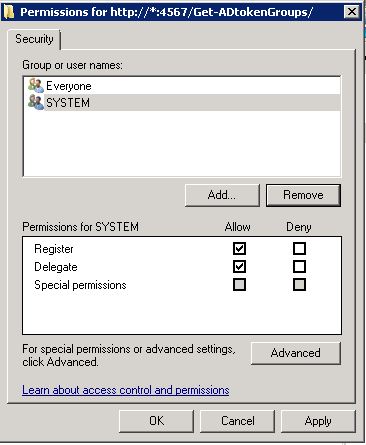 Permissions for http://*:4567/Get-ADtokenGroups/
Security
Group or user names:
Everyone
SYSTEM
Add...
Remove
Permissions for SYSTEM Allow Deny
Register
Delegate
Special permissions
For special permissions or advanced settings,
click Advanced.
Advanced
Learn about access control and permissions
OK Cancel Apply